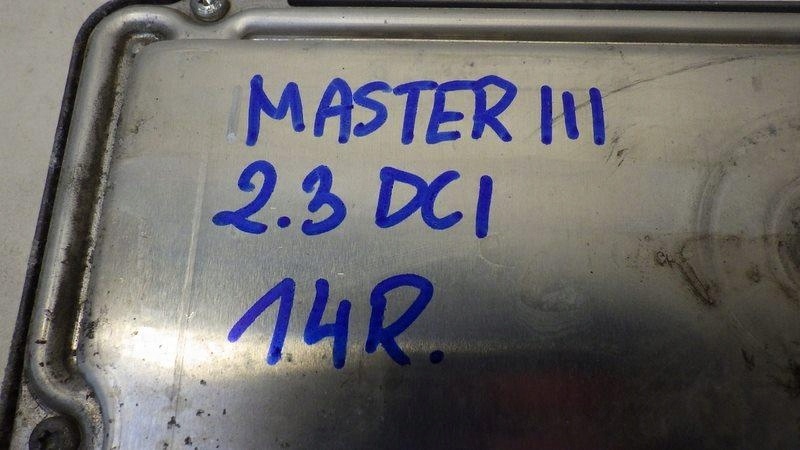 MASTER III
2.3 DCI
14R.